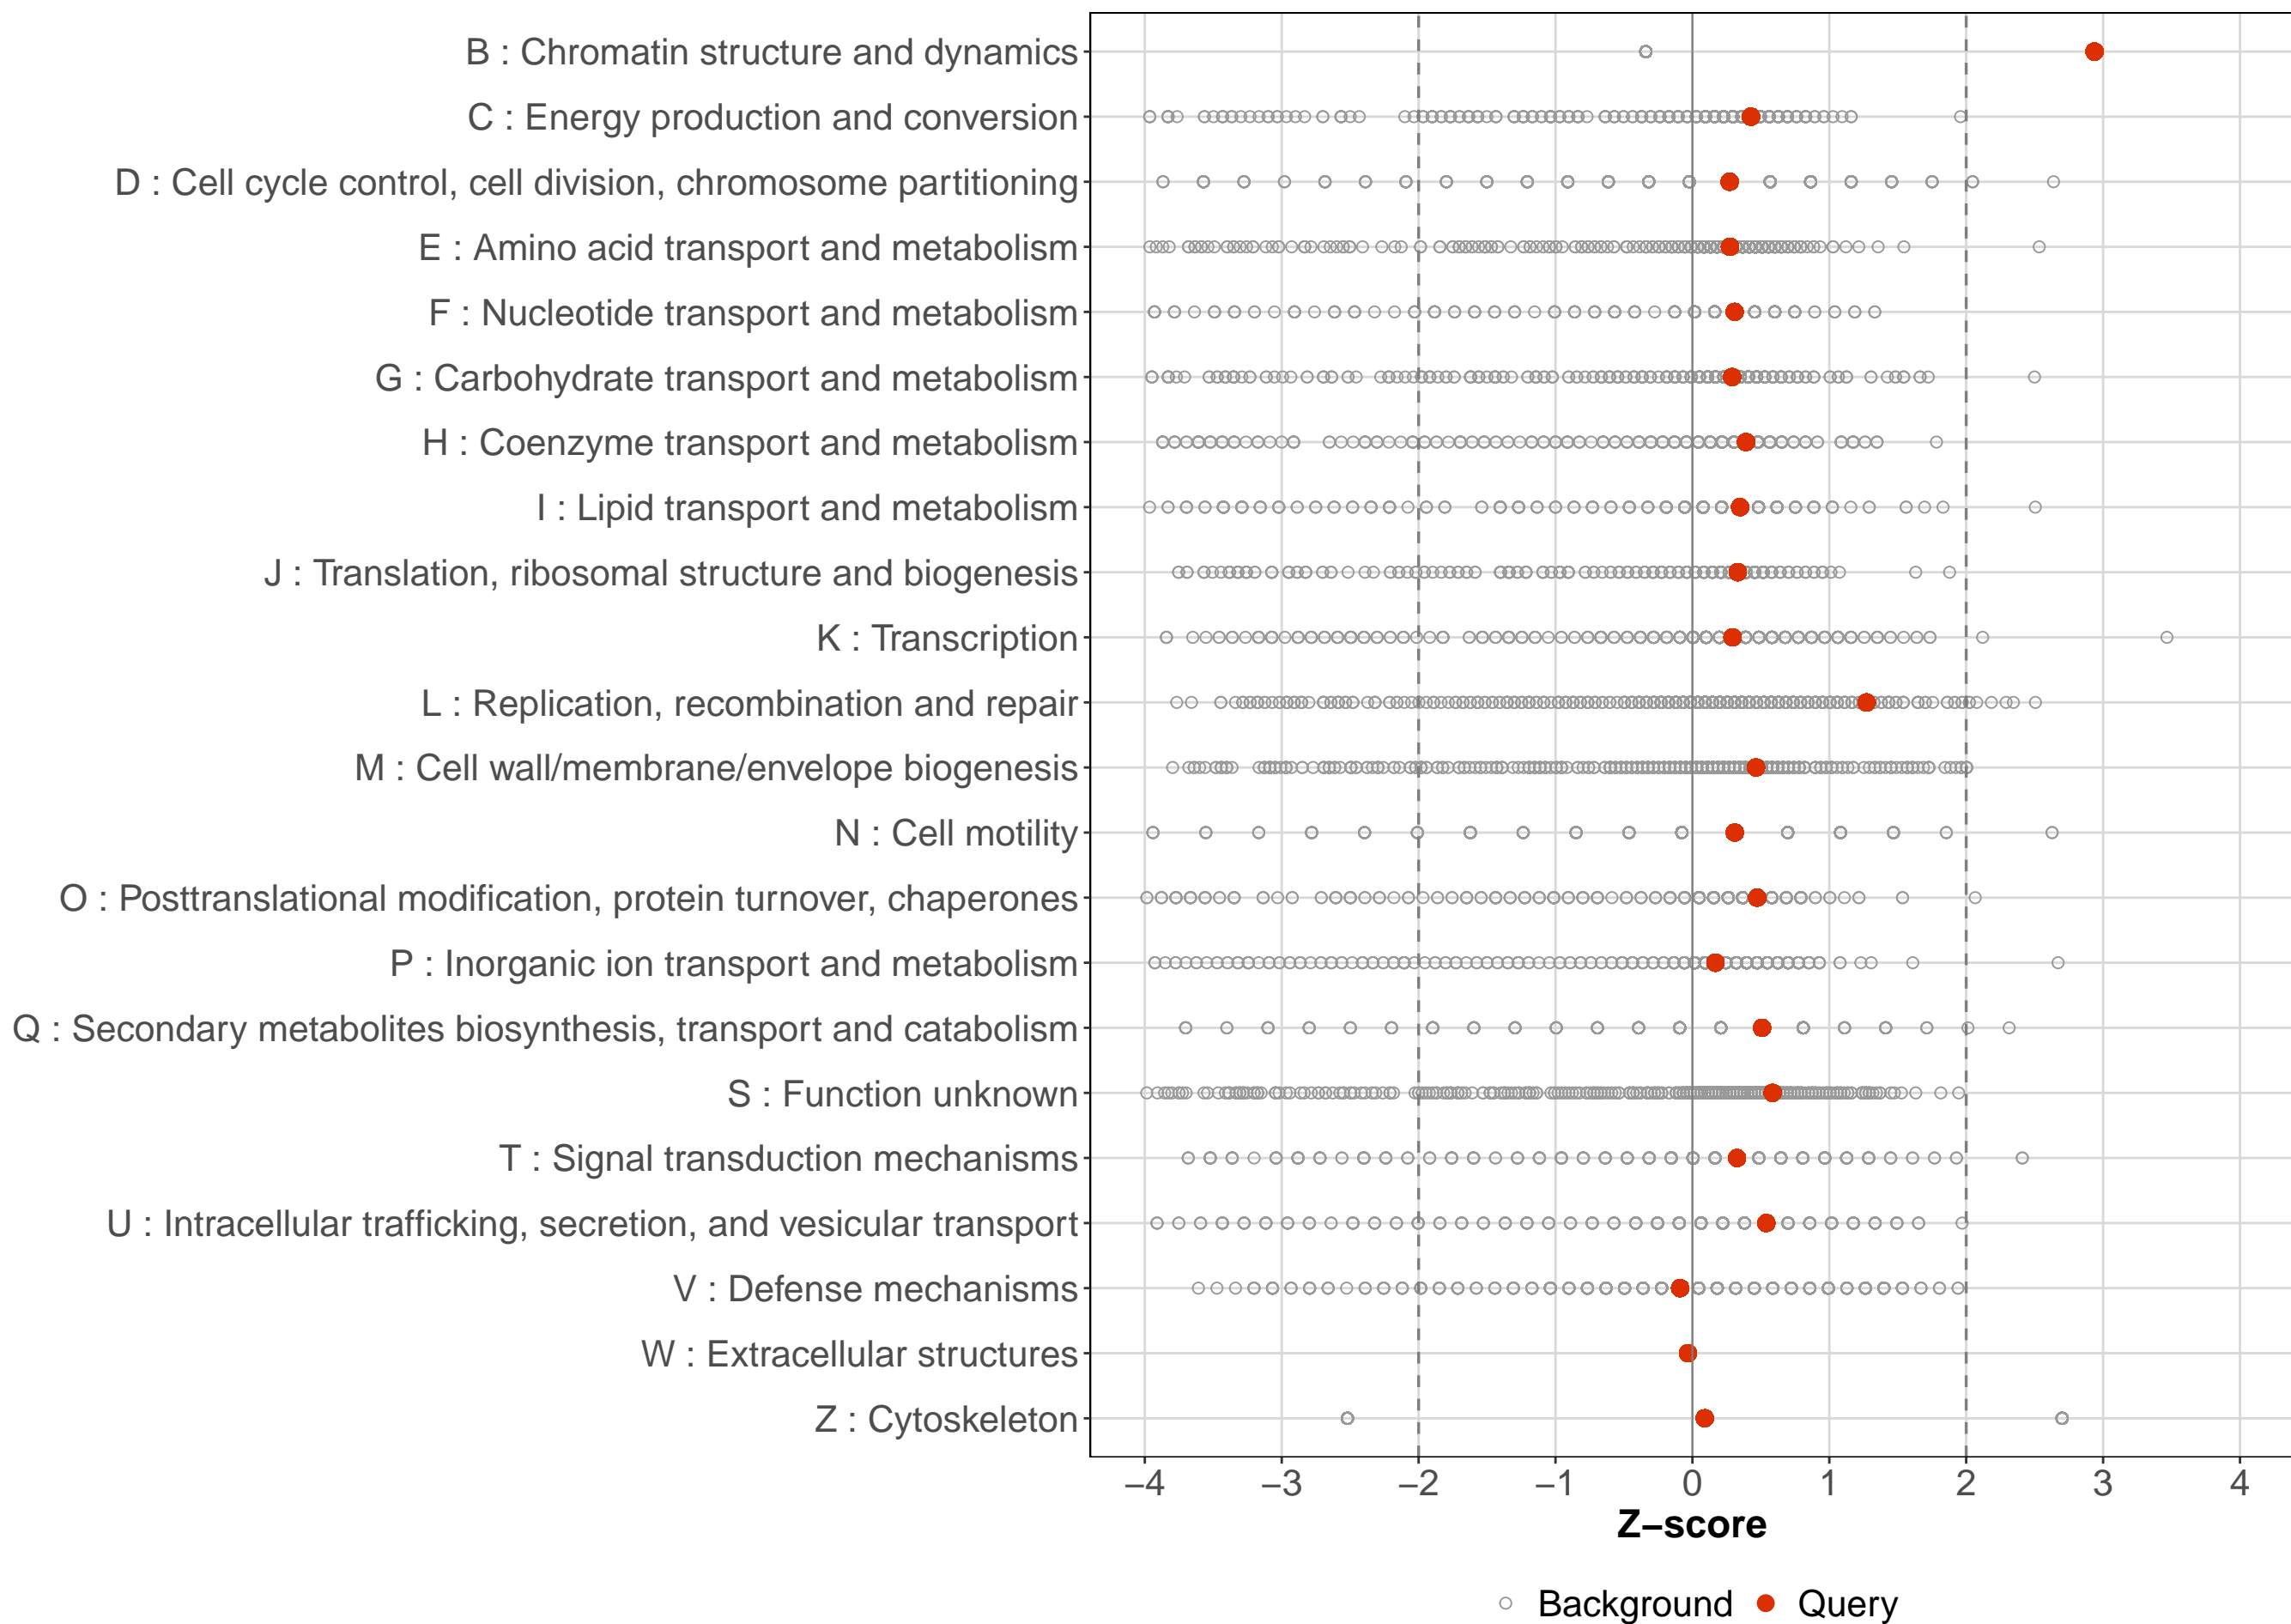 B : Chromatin structure and dynamics
C : Energy production and conversion
D : Cell cycle control, cell division, chromosome partitioning
E : Amino acid transport and metabolism
F : Nucleotide transport and metabolism
G : Carbohydrate transport and metabolism
H : Coenzyme transport and metabolism
I : Lipid transport and metabolism
J : Translation, ribosomal structure and biogenesis
K : Transcription
L : Replication, recombination and repair
M : Cell wall/membrane/envelope biogenesis
N : Cell motility
O : Posttranslational modification, protein turnover, chaperones
P : Inorganic ion transport and metabolism
Q : Secondary metabolites biosynthesis, transport and catabolism
S : Function unknown
T : Signal transduction mechanisms
U : Intracellular trafficking, secretion, and vesicular transport
V : Defense mechanisms
W : Extracellular structures
Z : Cytoskeleton
−4 −3 −2 −1 0 1 2 3 4
Z−score
Background Query